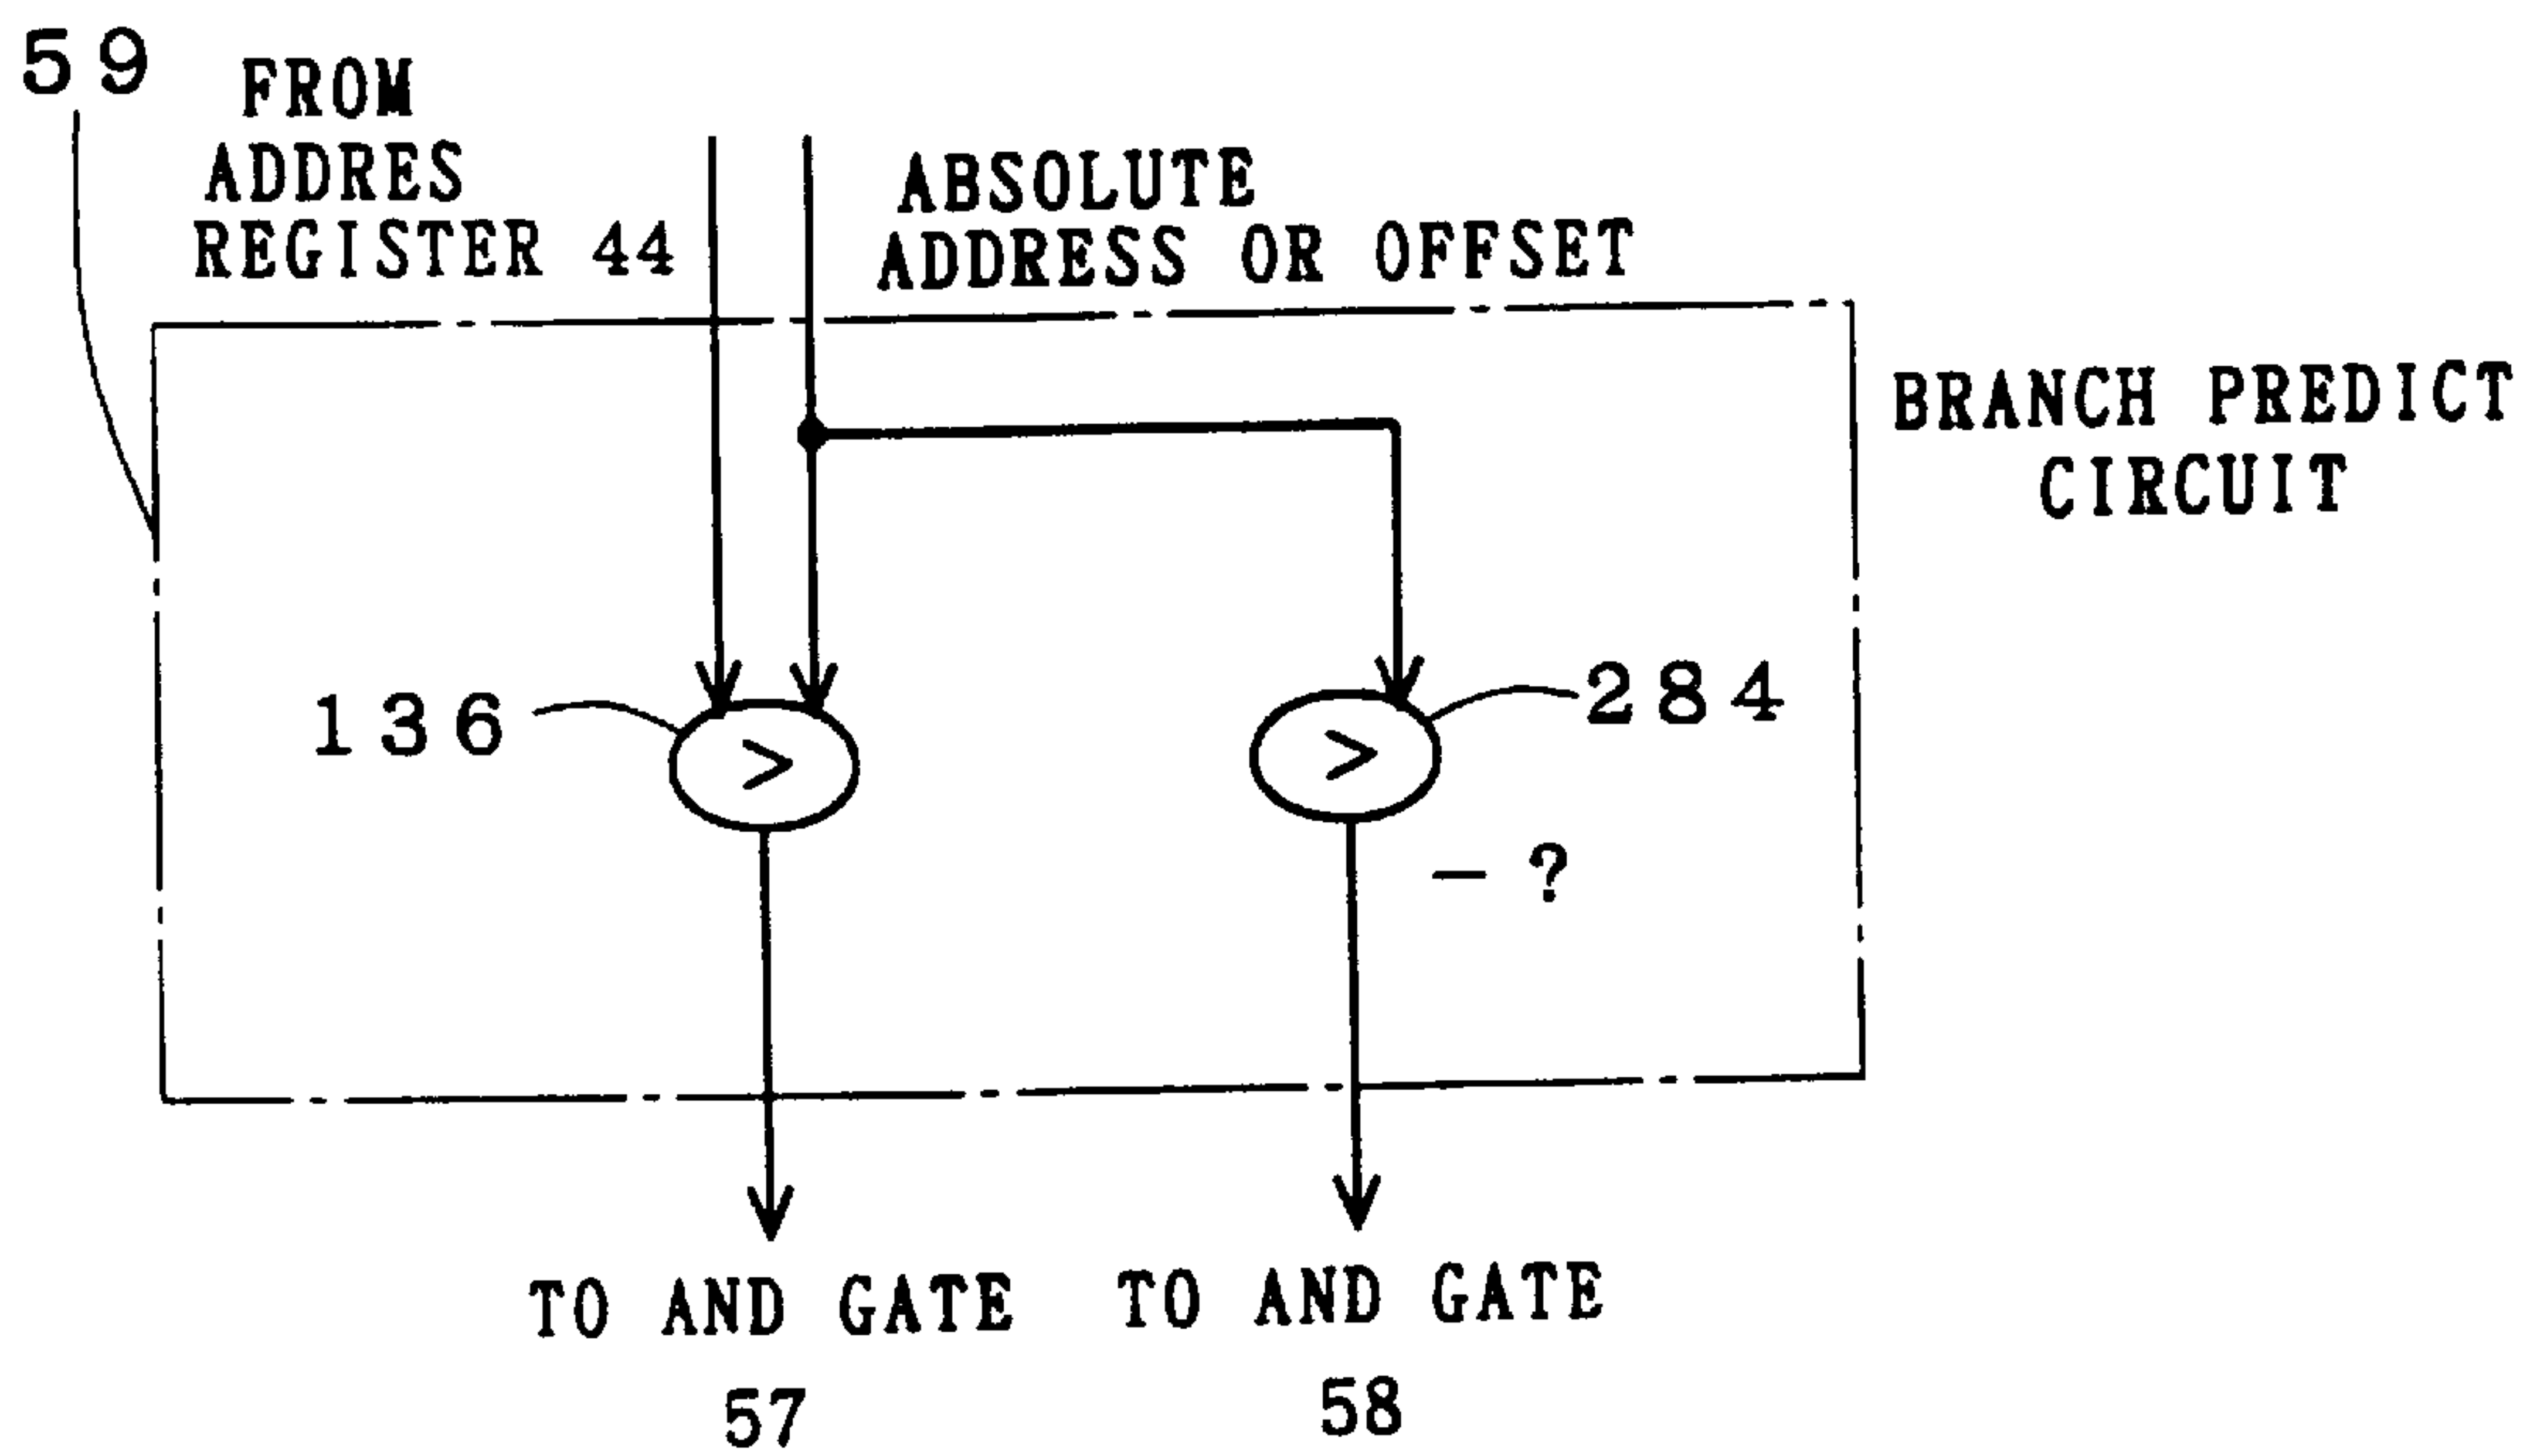 59
FROM
ADDRES
REGISTER 44
ABSOLUTE
ADDRESS OR OFFSET
BRANCH PREDICT
CIRCUIT
136
>
>
284
- ?
TO AND GATE
57
TO AND GATE
58